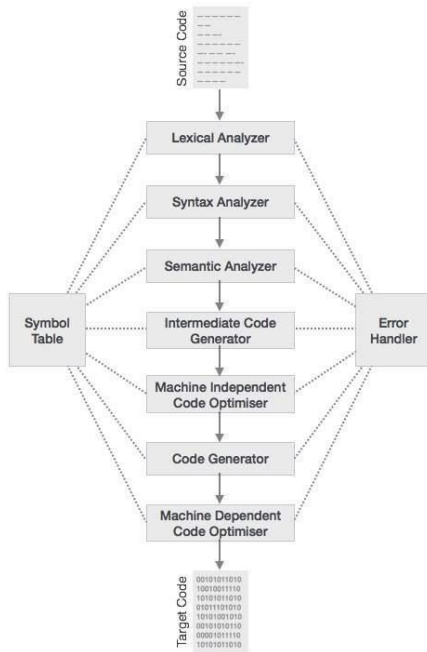 Source Code
Lexical Analyzer
Syntax Analyzer
Semantic Analyzer
Symbol
Table
Intermediate Code
Generator
Error
Handler
Machine Independent
Code Optimiser
Code Generator
Machine Dependent
Code Optimiser
Target Code
00101011010
10010011110
10101011010
01011101010
10101001010
00101010110
00001011110
10101011010